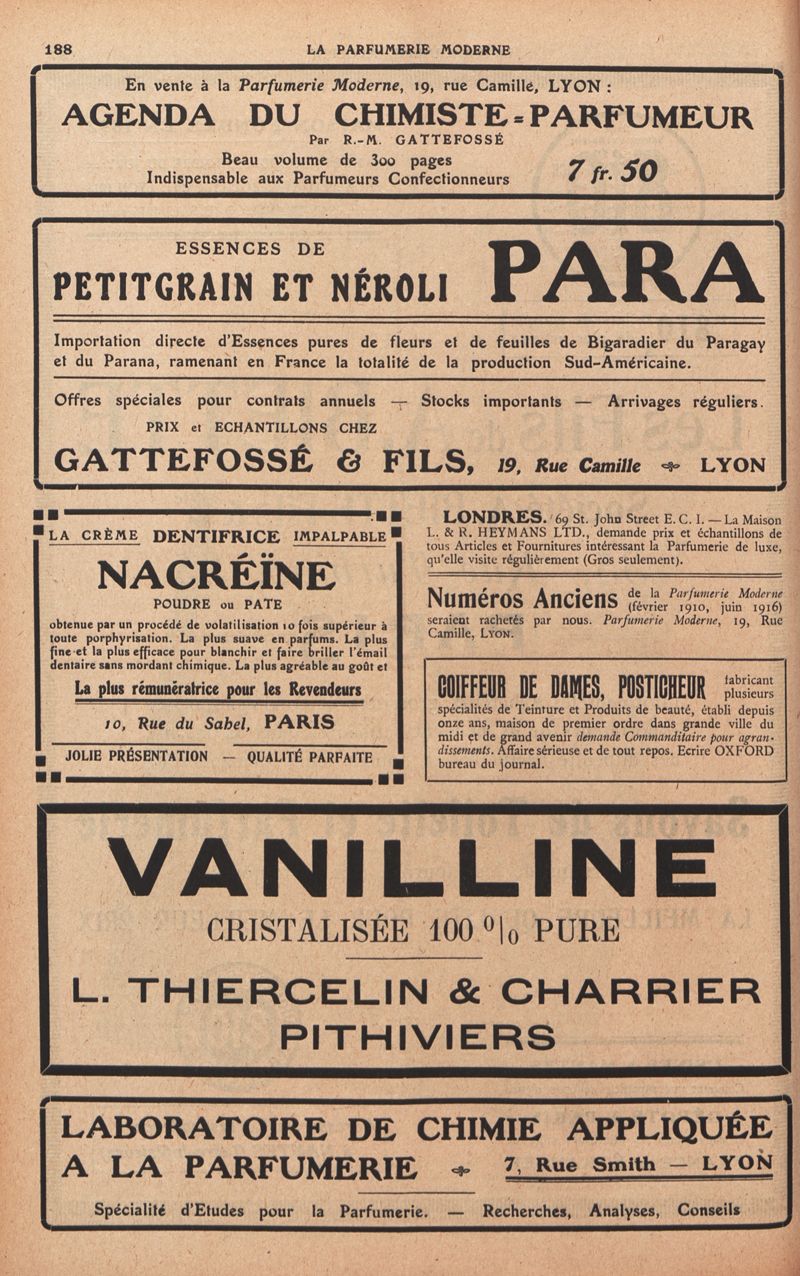 188
LA PARFUMERIE MODERNE
En vente à la Parfumerie Moderne, 19, rue Camille, LYON :
AGENDA DU CHIMISTE=PARFUMEUR
Par R.-M. GATTEFOSSÉ
Beau volume de 300 pages
Indispensable aux Parfumeurs Confectionneurs
7 fr. 50
ESSENCES DE
PETITGRAIN ET NÉROLI PARA
Importation directe d'Essences pures de fleurs et de feuilles de Bigaradier du Paragay
et du Parana, ramenant en France la totalité de la production Sud-Américaine.
Offres spéciales pour contrats annuels — Stocks importants — Arrivages réguliers.
PRIX et ECHANTILLONS CHEZ
GATTEFOSSÉ & FILS, 19, Rue Camille LYON
LA CRÈME DENTIFRICE IMPALPABLE
NACRÉÏNE
POUDRE ou PATE
obtenue par un procédé de volatilisation 10 fois supérieur à
toute porphyrisation. La plus suave en parfums. La plus
fine et la plus efficace pour blanchir et faire briller l'émail
dentaire sans mordant chimique. La plus agréable au goût et
La plus rémunératrice pour les Revendeurs
10, Rue du Sabel, PARIS
JOLIE PRÉSENTATION — QUALITÉ PARFAITE
LONDRES. 69 St. John Street E. C. I. — La Maison
L. & R. HEYMANS LTD., demande prix et échantillons de
tous Articles et Fournitures intéressant la Parfumerie de luxe,
qu'elle visite régulièrement (Gros seulement).
Numéros Anciens de la Parfumerie Moderne
(février 1910, juin 1916)
seraient rachetés par nous. Parfumerie Moderne, 19, Rue
Camille, LYON.
COIFFEUR DE DAMES, POSTICHEUR fabricant
plusieurs
spécialités de Teinture et Produits de beauté, établi depuis
onze ans, maison de premier ordre dans grande ville du
midi et de grand avenir demande Commanditaire pour agran-
dissements. Affaire sérieuse et de tout repos. Ecrire OXFORD
bureau du journal.
VANILLINE
CRISTALISÉE 100 % PURE
L. THIERCELIN & CHARRIER
PITHIVIERS
LABORATOIRE DE CHIMIE APPLIQUÉE
A LA PARFUMERIE 7, Rue Smith — LYON
Spécialité d'Etudes pour la Parfumerie. — Recherches, Analyses, Conseils